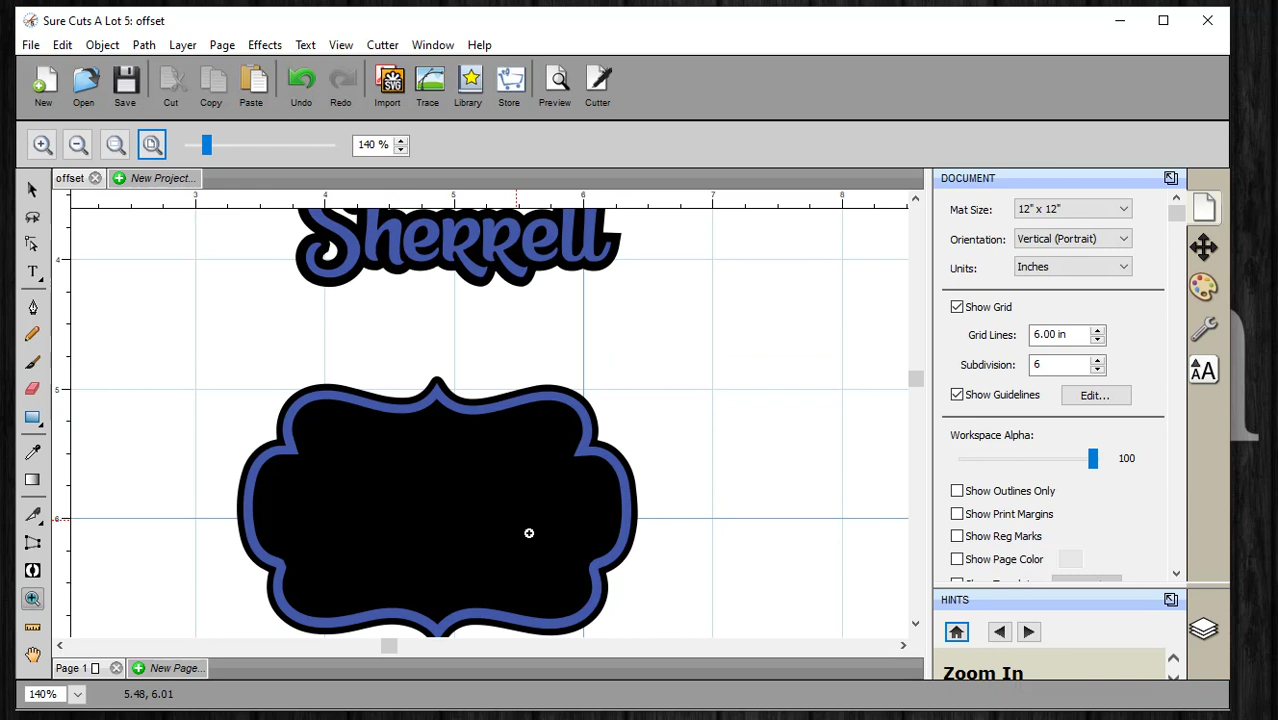 Sure Cuts A Lot 5: offset
File Edit Object Path Layer Page Effects Text View Cutter Window Help
New Open Save Cut Copy Paste Undo Redo Import Trace Library Store Preview Cutter
SVG
140 %
offset New Project...
DOCUMENT
3 4 5 6 7 8
Mat Size: 12" x 12"
Orientation: Vertical (Portrait)
Units: Inches
Sherrell
4
Show Grid
Grid Lines: 6.00 in
Subdivision: 6
AA
5
Show Guidelines Edit...
Workspace Alpha:
100
Show Outlines Only
Show Print Margins
6
Show Reg Marks
Show Page Color
HINTS
Page 1 New Page...
Zoom In
140% 5.48, 6.01